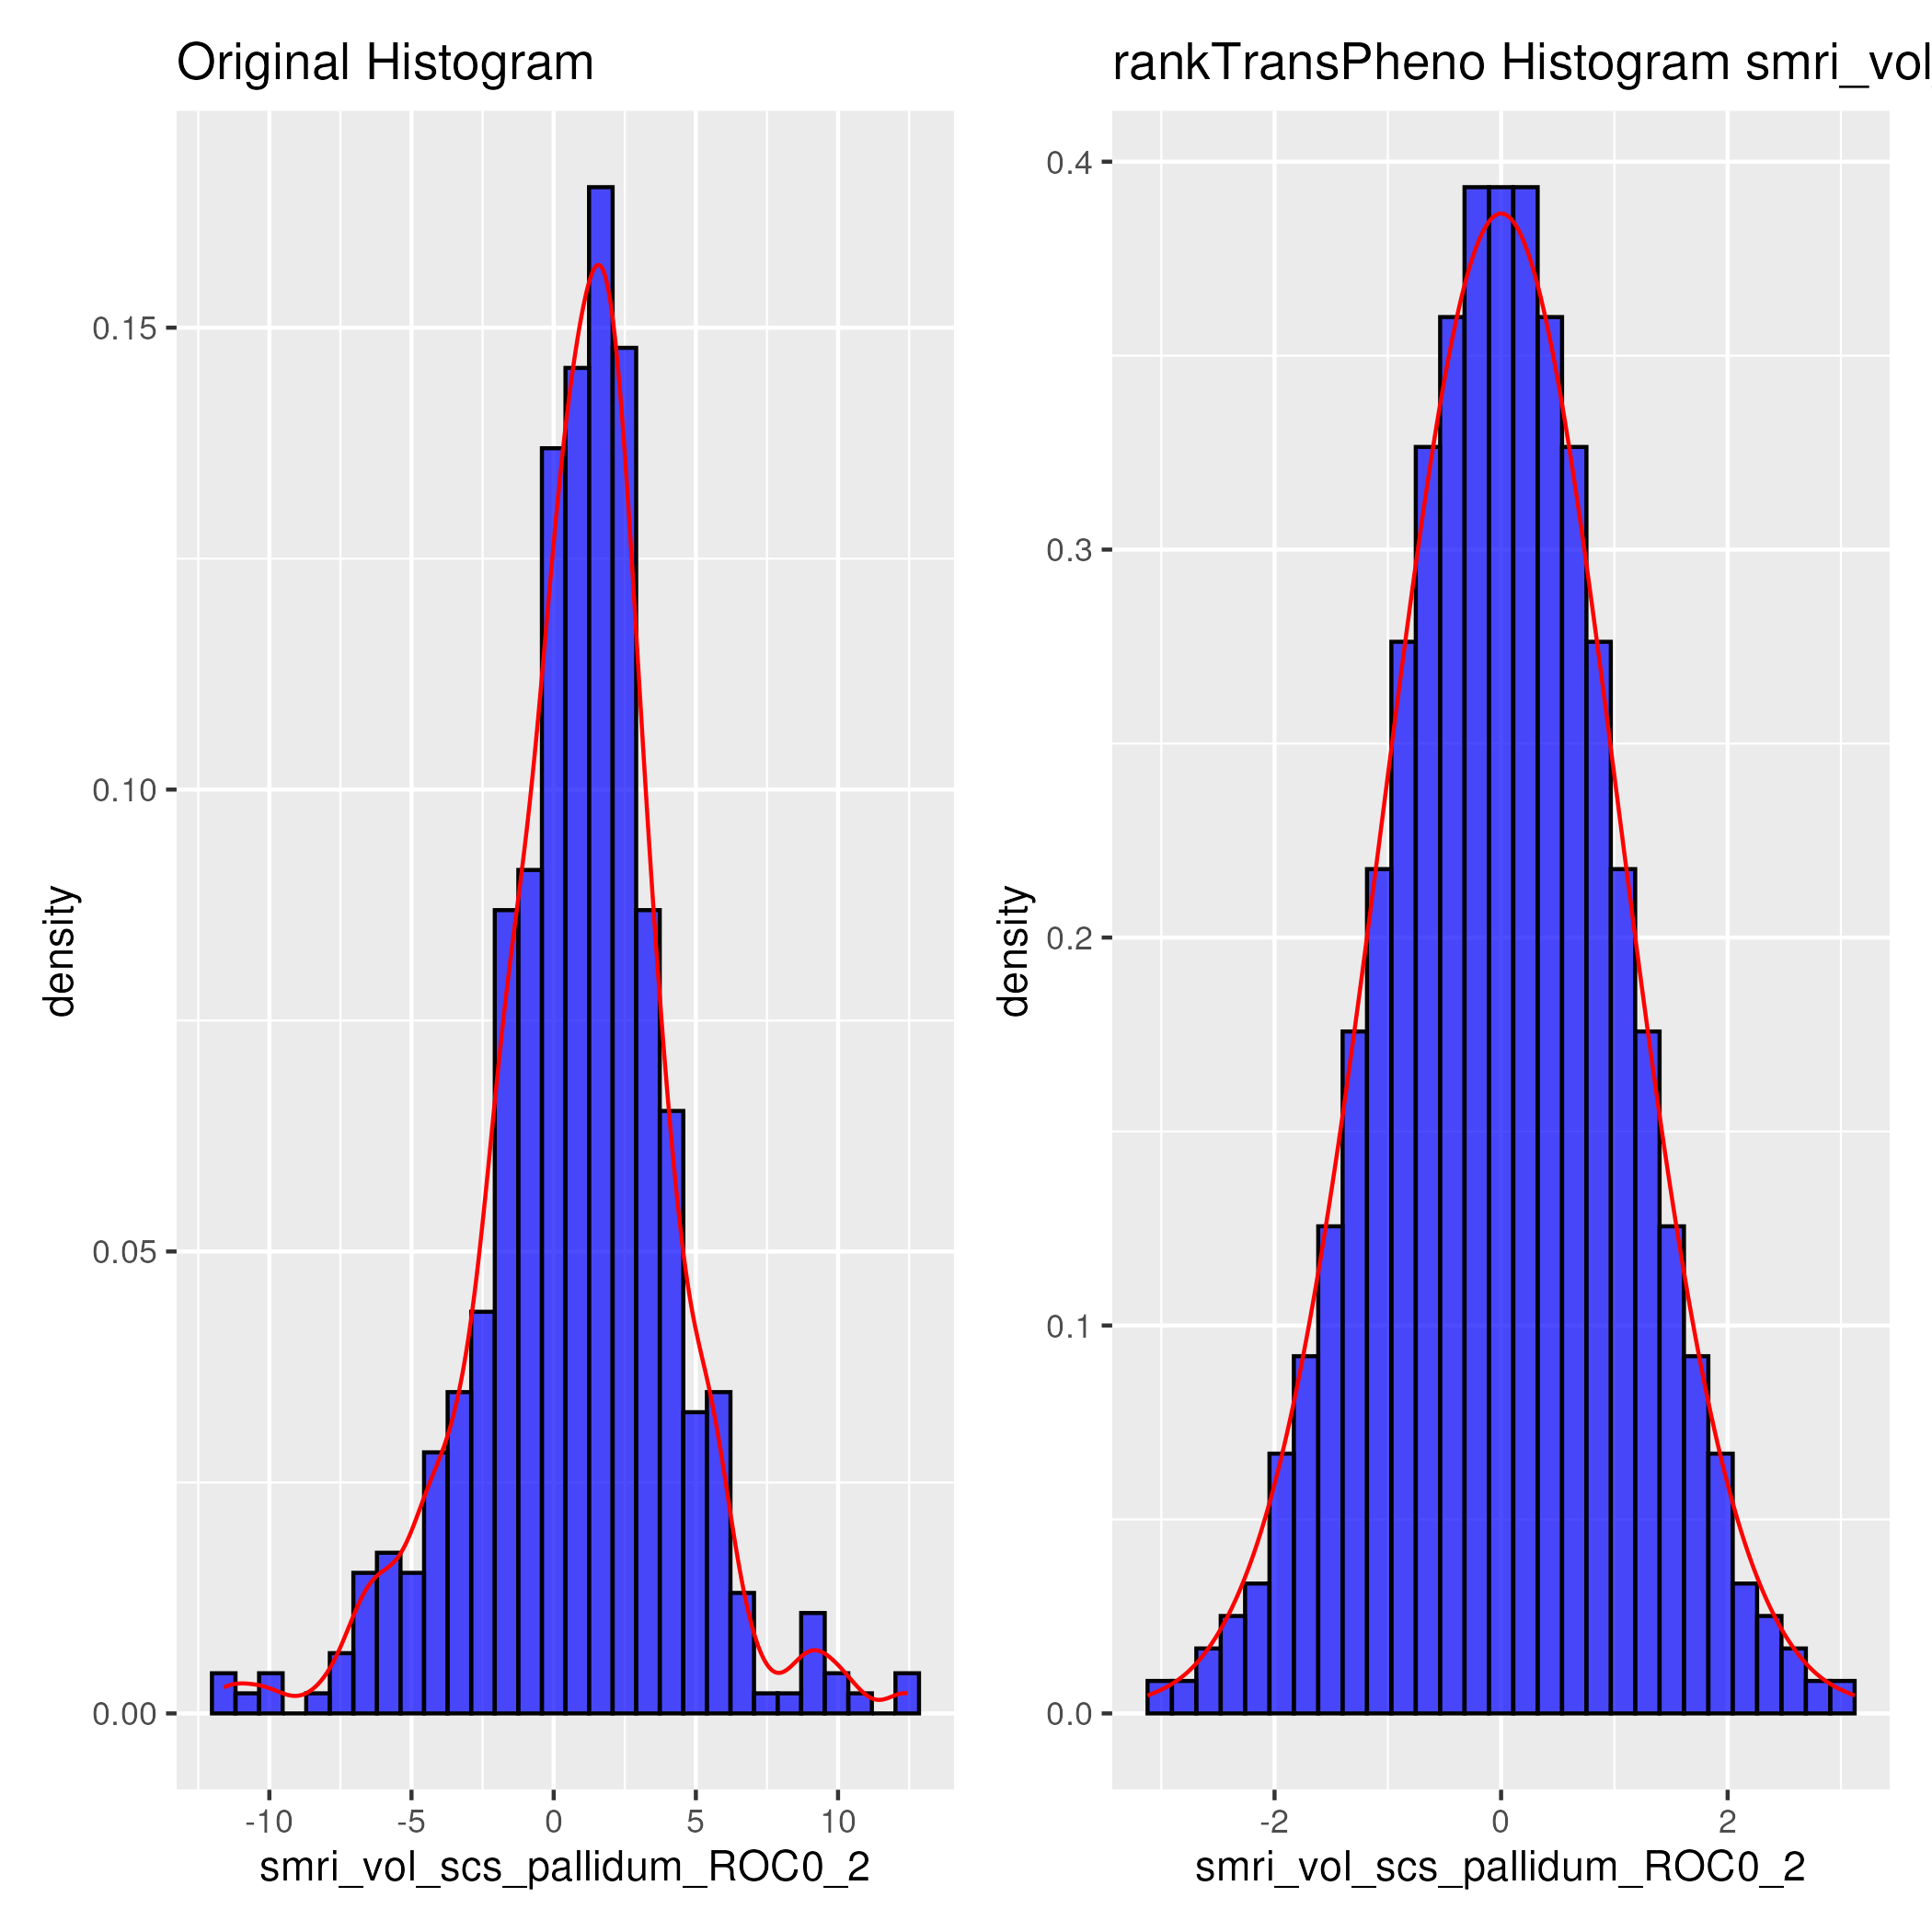 Original Histogram
density
0.15
0.10
0.05
0.00
-10 -5 0 5 10
smri_vol_scs_pallidum_ROC0_2
rankTransPheno Histogram smri_vol
density
0.4
0.3
0.2
0.1
0.0
-2 0 2
smri_vol_scs_pallidum_ROC0_2